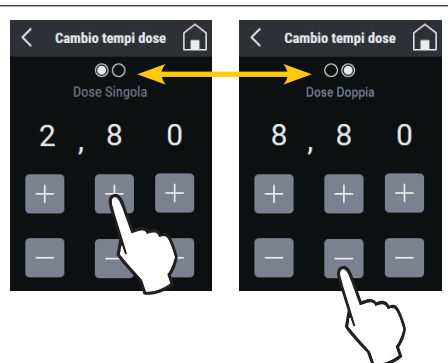 Cambio tempi dose
Dose Singola
2 , 8 0
+ + +
− − −
Cambio tempi dose
Dose Doppia
8 , 8 0
+ + +
− − −